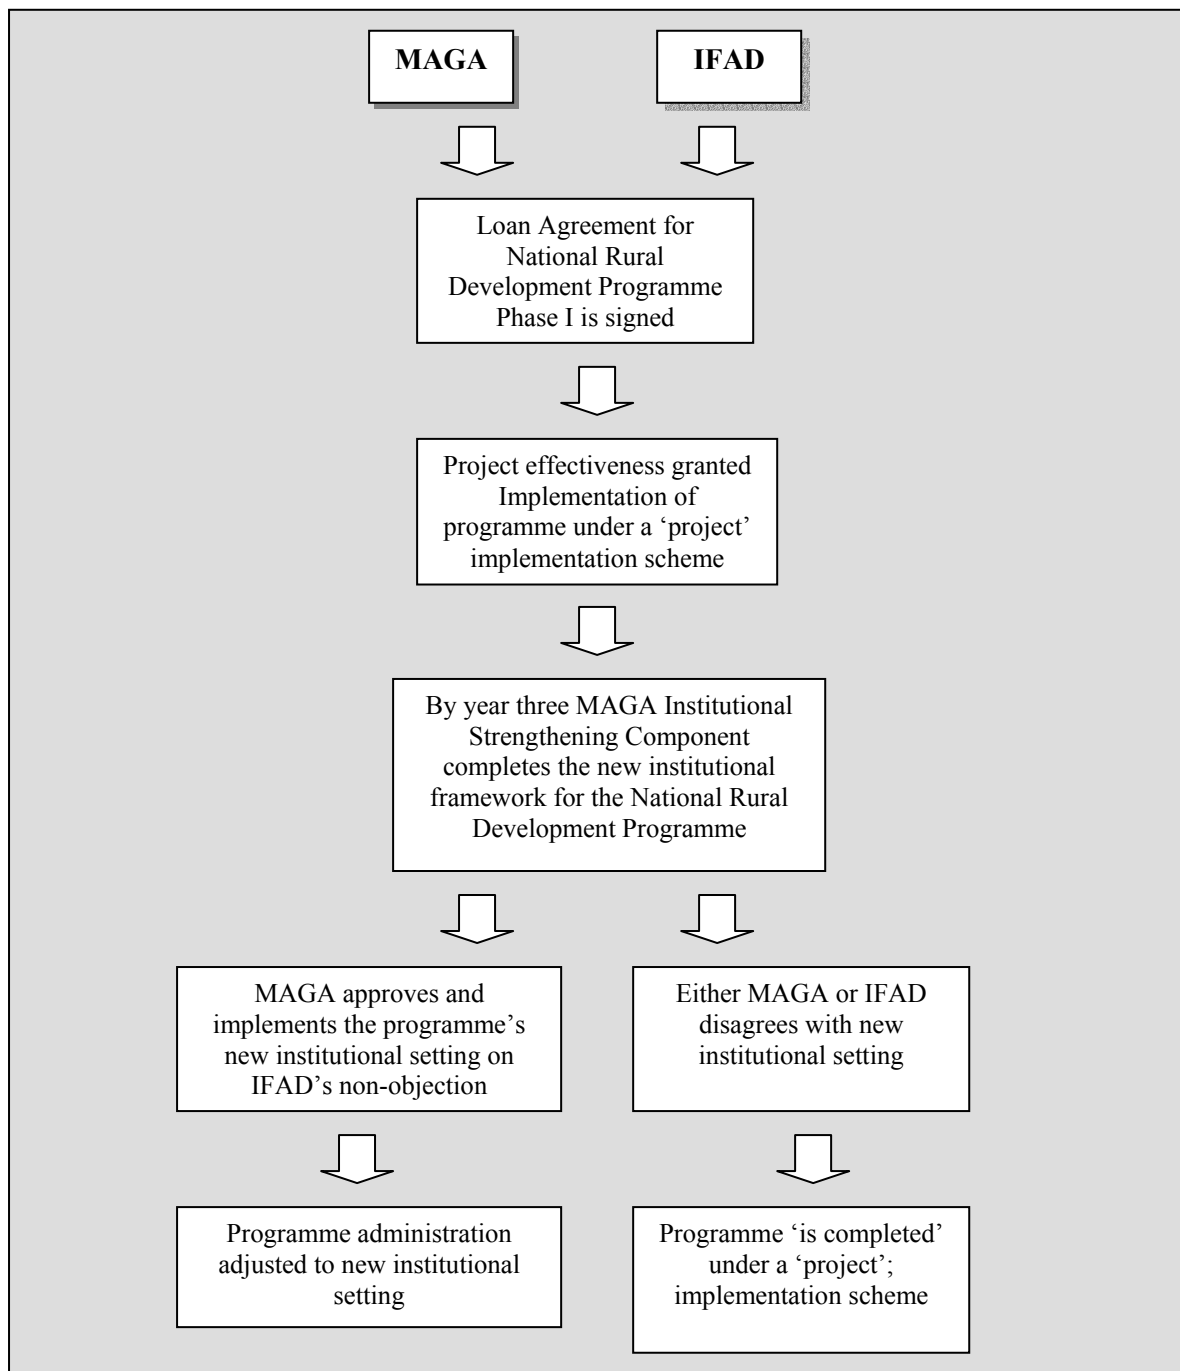 MAGA
IFAD
Loan Agreement for
National Rural
Development Programme
Phase I is signed
Project effectiveness granted
Implementation of
programme under a ‘project’
implementation scheme
By year three MAGA Institutional
Strengthening Component
completes the new institutional
framework for the National Rural
Development Programme
MAGA approves and
implements the programme’s
new institutional setting on
IFAD’s non-objection
Either MAGA or IFAD
disagrees with new
institutional setting
Programme administration
adjusted to new institutional
setting
Programme ‘is completed’
under a ‘project’;
implementation scheme